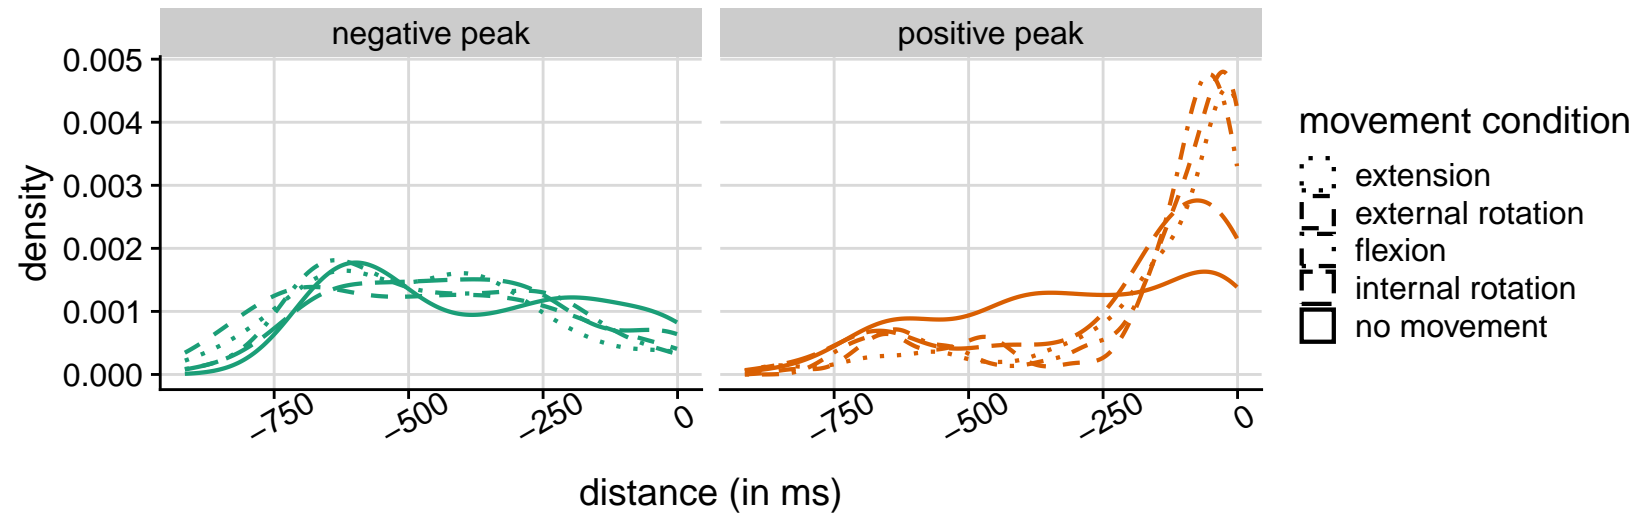 negative peak
positive peak
0.005
0.004
0.003
0.002
0.001
0.000
density
−750
−500
−250
0
−750
−500
−250
0
distance (in ms)
movement condition
extension
external rotation
flexion
internal rotation
no movement